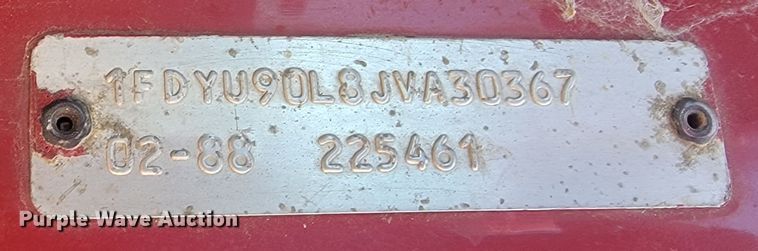 1FDYU90L8JVA30367
02-88 225461
Purple Wave Auction